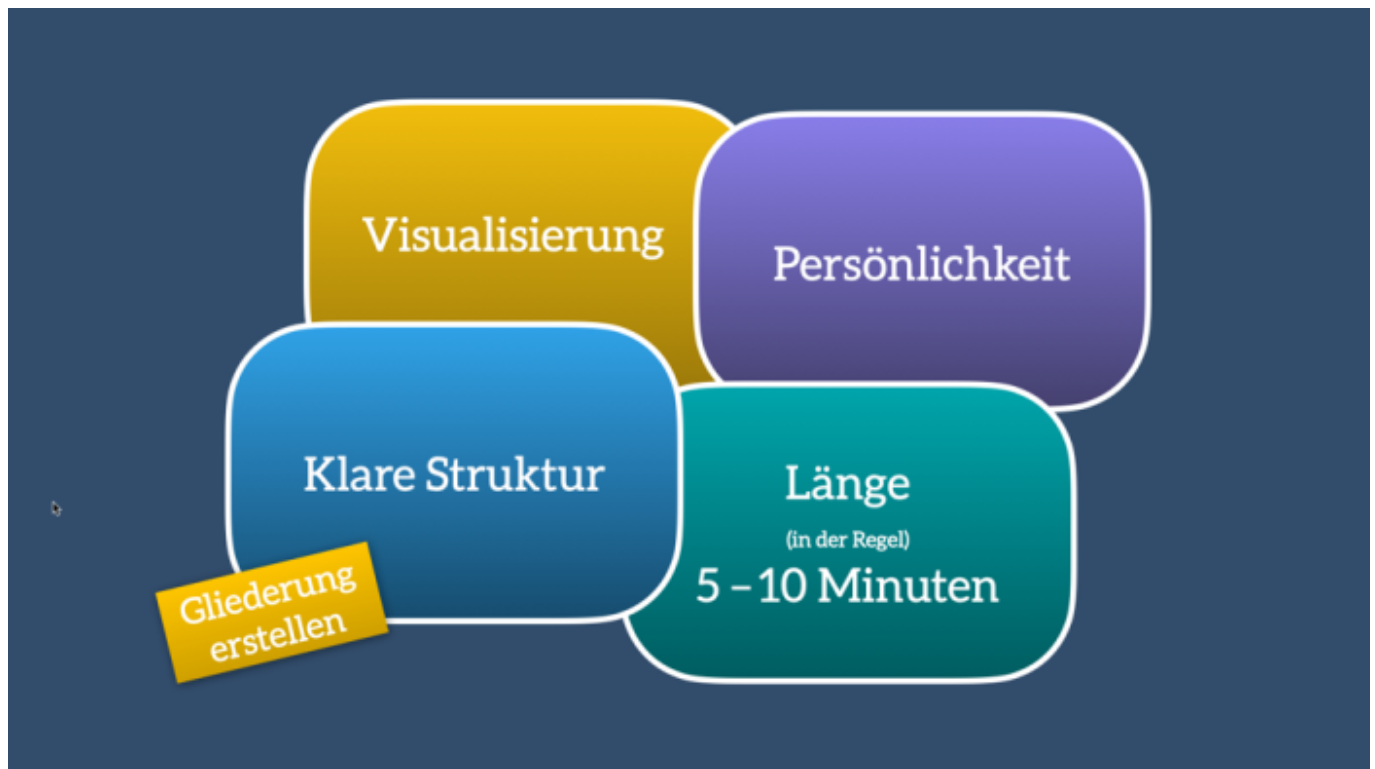 Visualisierung
Persönlichkeit
Klare Struktur
Länge
(in der Regel)
5 – 10 Minuten
Gliederung
erstellen